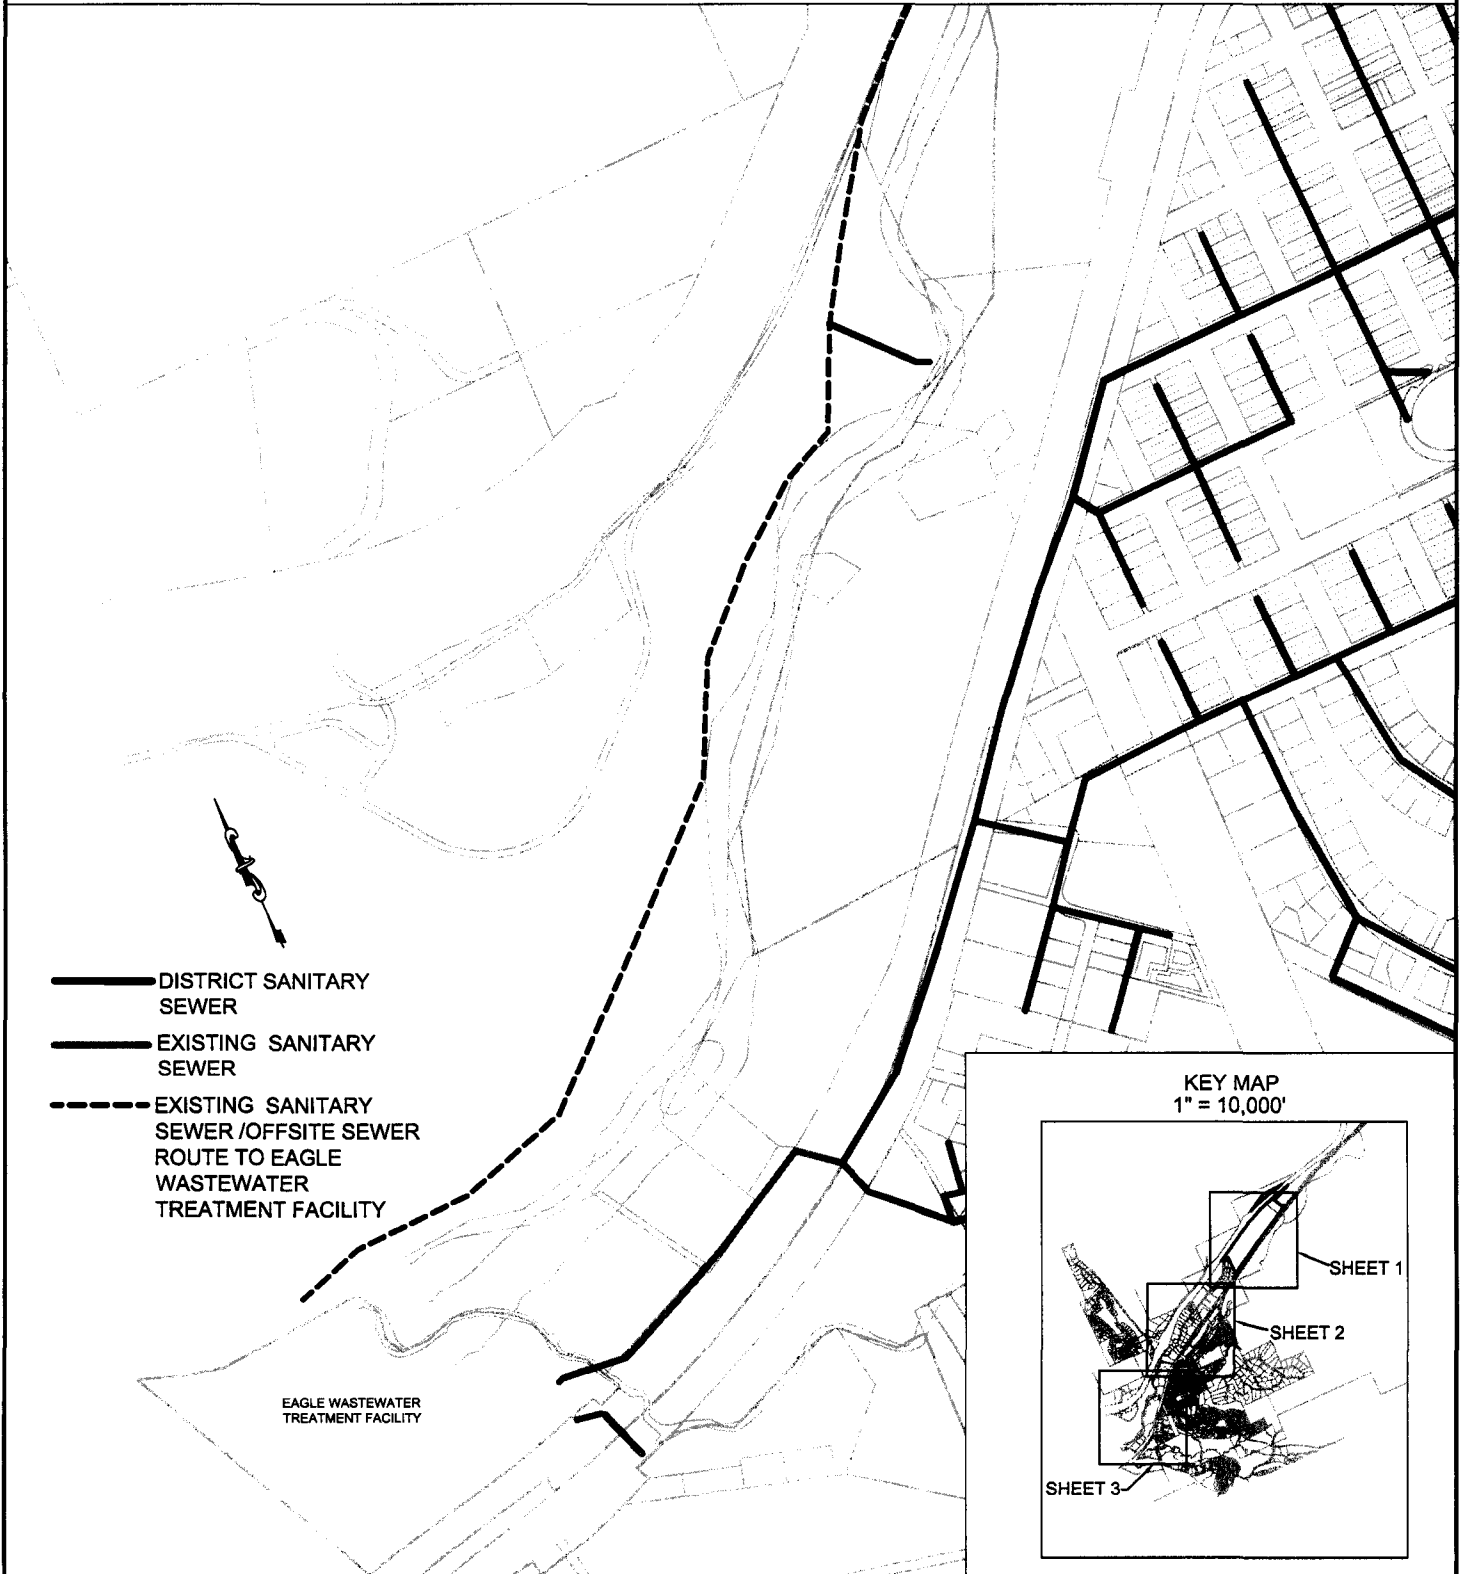 DISTRICT SANITARY
SEWER
EXISTING SANITARY
SEWER
EXISTING SANITARY
SEWER /OFFSITE SEWER
ROUTE TO EAGLE
WASTEWATER
TREATMENT FACILITY
EAGLE WASTEWATER
TREATMENT FACILITY
KEY MAP
1" = 10,000'
SHEET 1
SHEET 2
SHEET 3